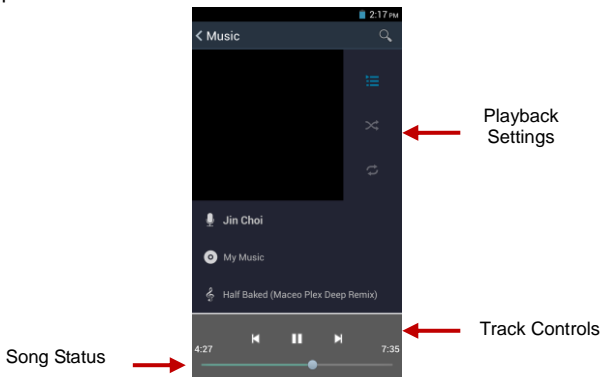 2:17 PM
Music
Playback
Settings
Jin Choi
My Music
Half Baked (Maceo Plex Deep Remix)
Track Controls
4:27
7:35
Song Status